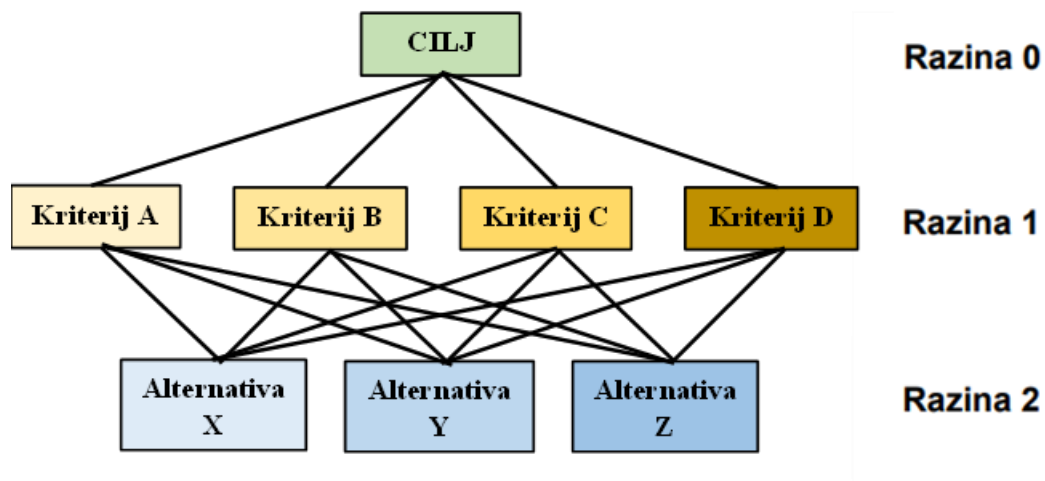 CILJ
Razina 0
Kriterij A
Kriterij B
Kriterij C
Kriterij D
Razina 1
Alternativa
X
Alternativa
Y
Alternativa
Z
Razina 2